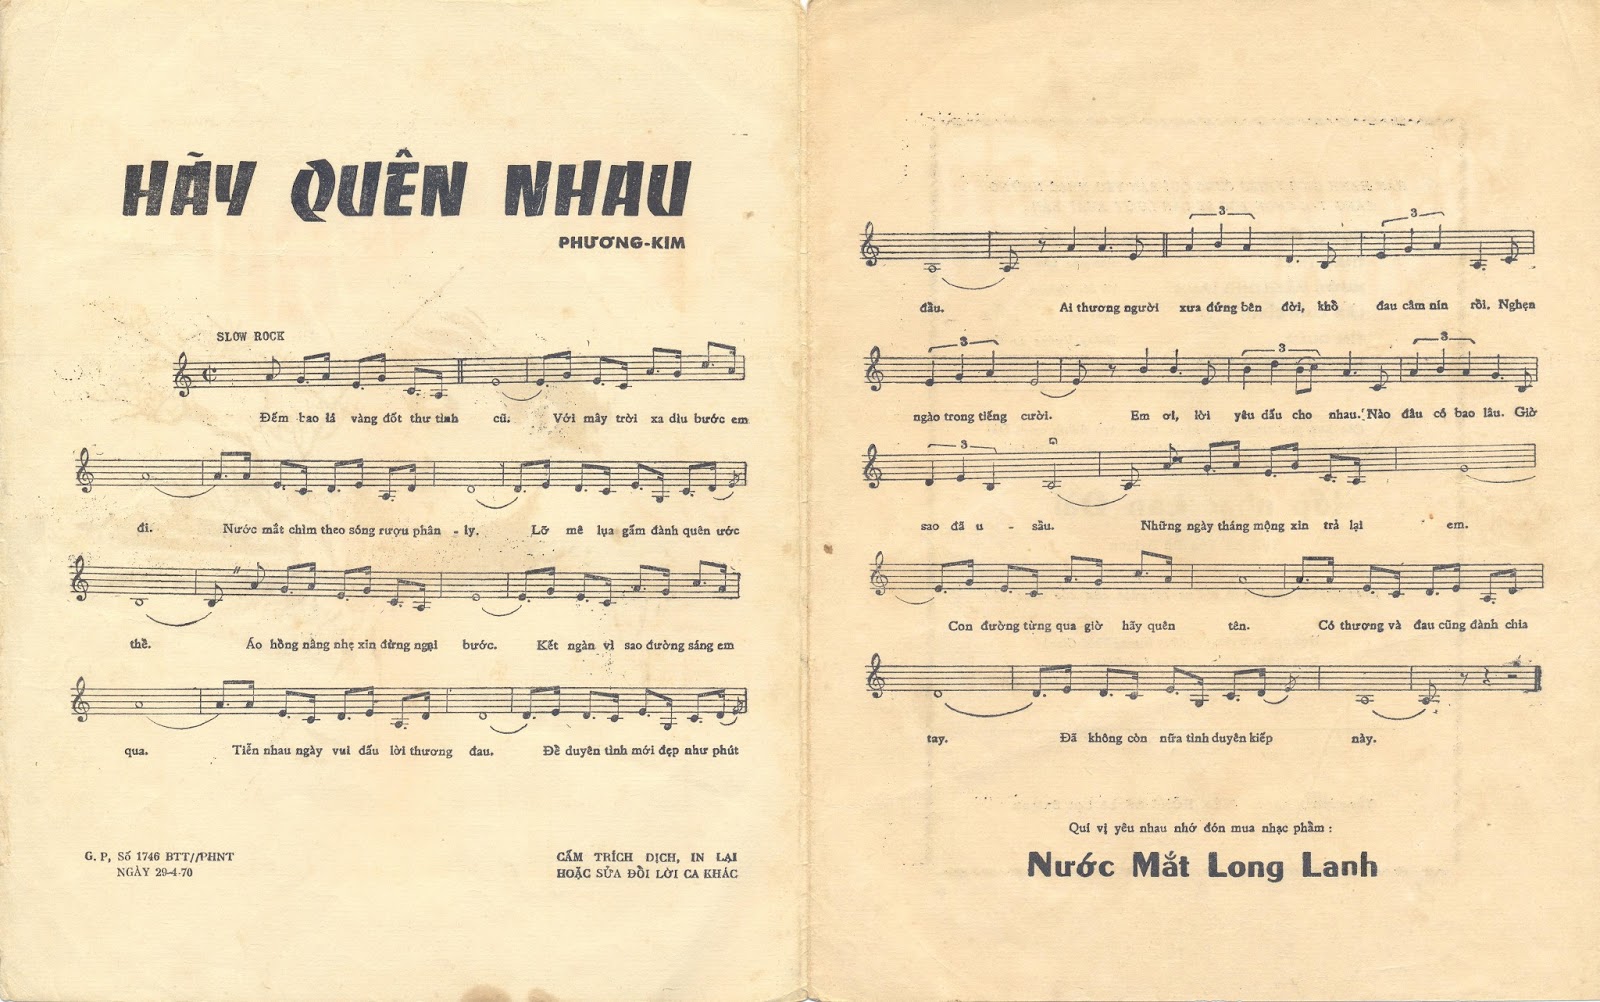 HÃY QUÊN NHAU
PHƯƠNG-KIM
SLOW ROCK
Đếm bao lá vàng đốt thư tình cũ. Với mây trời xa dìu bước em
đi. Nước mắt chìm theo sóng rượu phân - ly. Lỡ mê lụa gấm đành quên ước
thề. Áo hồng nâng nhẹ xin đừng ngại bước. Kết ngàn vì sao đường sáng em
qua. Tiễn nhau ngày vui dấu lời thương đau. Để duyên tình mới đẹp như phút
G. P, Số 1746 BTT//PHNT
NGÀY 29-4-70
CẤM TRÍCH DỊCH, IN LẠI
HOẶC SỬA ĐỔI LỜI CA KHÁC
3 3
đầu. Ai thương người xưa đứng bên đời, khổ đau câm nín rồi. Nghẹn
3 3 3
ngào trong tiếng cười. Em ơi, lời yêu dấu cho nhau. Nào đâu có bao lâu. Giờ
3
sao đã u - sầu. Những ngày tháng mộng xin trả lại em.
Con đường từng qua giờ hãy quên tên. Có thương và đau cũng đành chia
tay. Đã không còn nữa tình duyên kiếp này.
Quí vị yêu nhau nhớ đón mua nhạc phẩm :
Nước Mắt Long Lanh